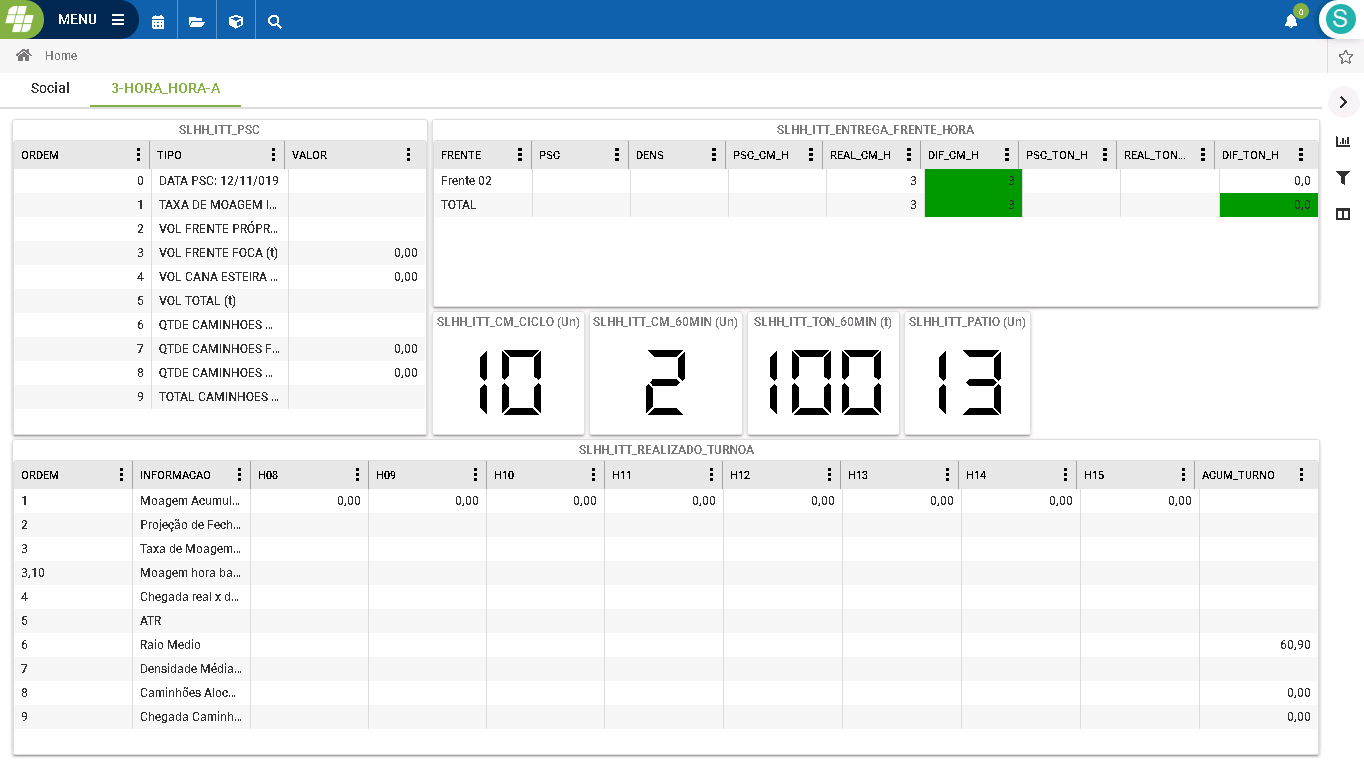 MENU
0
S
Home
Social 3-HORA_HORA-A
SLHH_ITT_PSC
ORDEM TIPO VALOR
0 DATA PSC: 12/11/019
1 TAXA DE MOAGEM I...
2 VOL FRENTE PRÓPR...
3 VOL FRENTE FOCA (t) 0,00
4 VOL CANA ESTEIRA ... 0,00
5 VOL TOTAL (t)
6 QTDE CAMINHOES ...
7 QTDE CAMINHOES F... 0,00
8 QTDE CAMINHOES ... 0,00
9 TOTAL CAMINHOES ...
SLHH_ITT_ENTREGA_FRENTE_HORA
FRENTE PSC DENS PSC_CM_H REAL_CM_H DIF_CM_H PSC_TON_H REAL_TON... DIF_TON_H
Frente 02 3 3 0,0
TOTAL 3 3 0,0
SLHH_ITT_CM_CICLO (Un)
10
SLHH_ITT_CM_60MIN (Un)
2
SLHH_ITT_TON_60MIN (t)
100
SLHH_ITT_PATIO (Un)
13
SLHH_ITT_REALIZADO_TURNOA
ORDEM INFORMACAO H08 H09 H10 H11 H12 H13 H14 H15 ACUM_TURNO
1 Moagem Acumul... 0,00 0,00 0,00 0,00 0,00 0,00 0,00 0,00
2 Projeção de Fech...
3 Taxa de Moagem...
3,10 Moagem hora ba...
4 Chegada real x d...
5 ATR
6 Raio Medio 60,90
7 Densidade Média...
8 Caminhões Aloc... 0,00
9 Chegada Caminh... 0,00